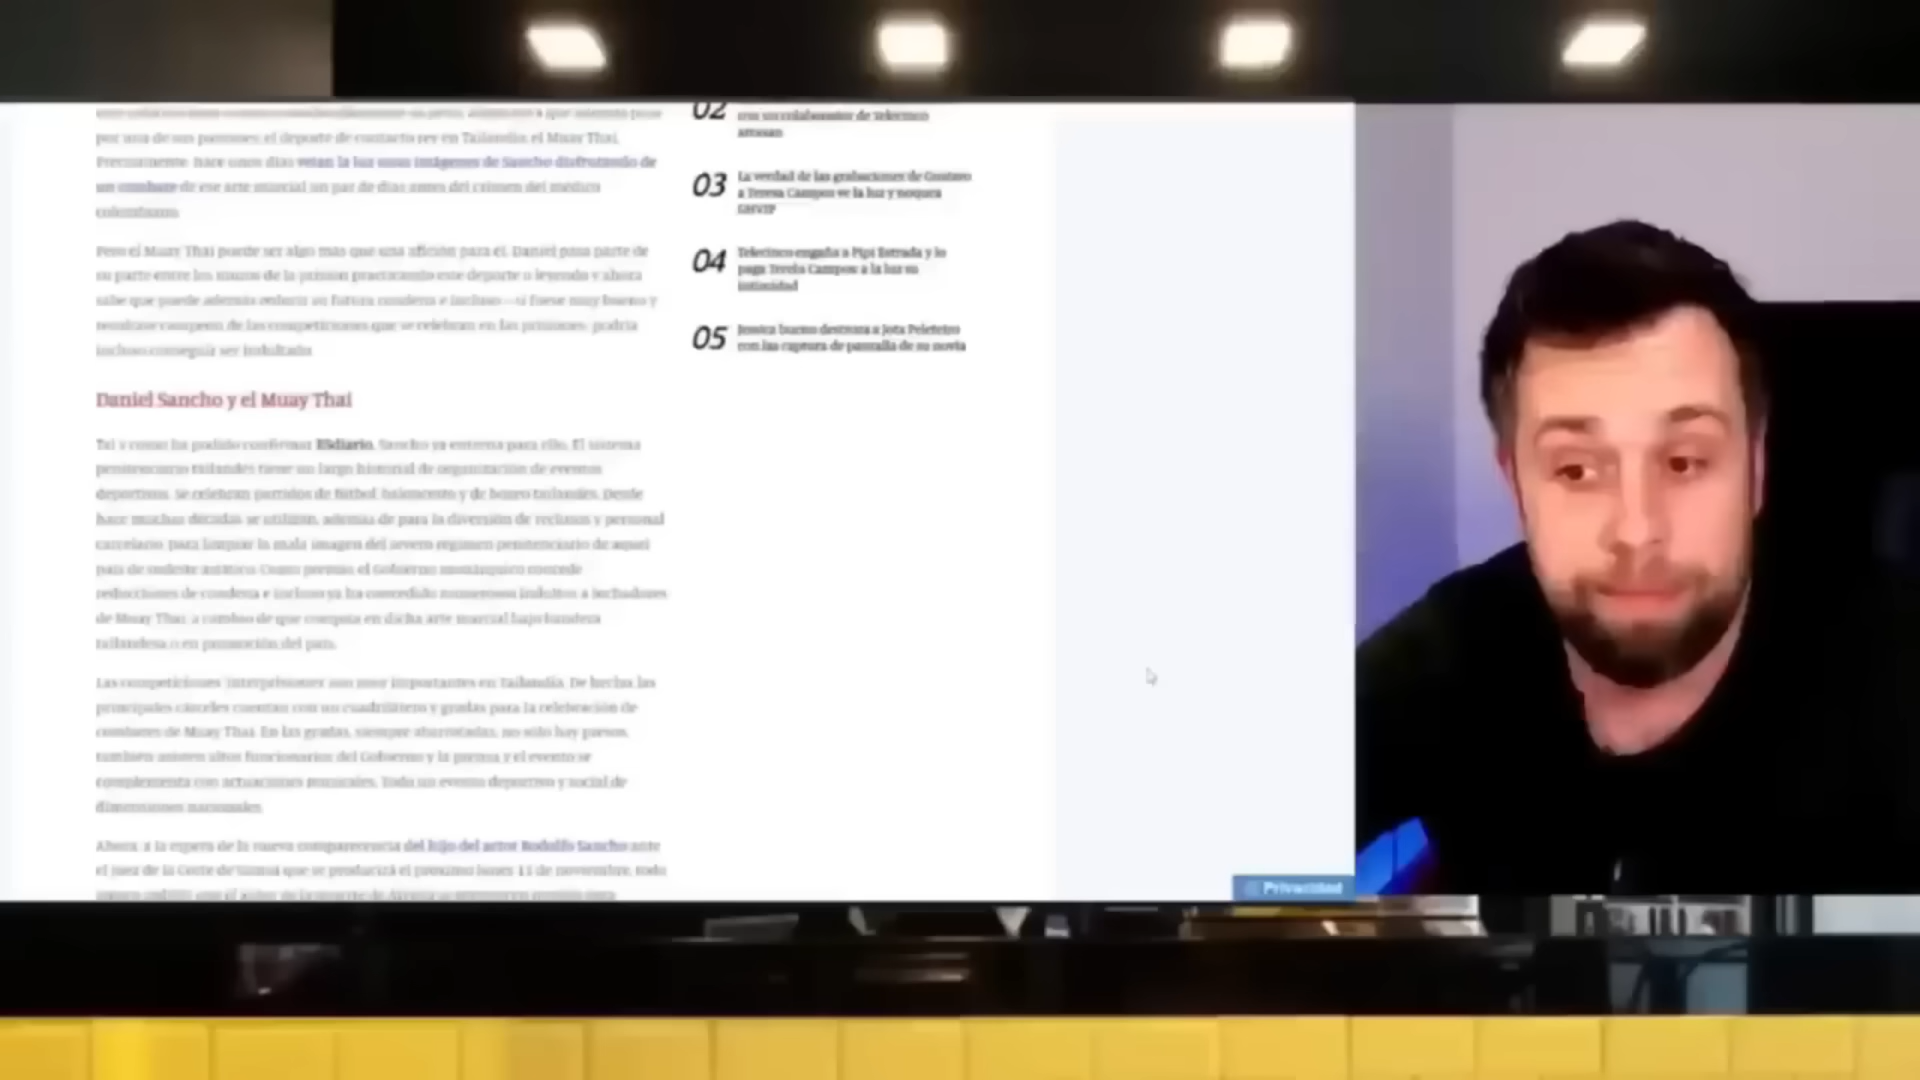 por una de sus pasiones: el deporte de contacto rey en Tailandia, el Muay Thai.
Precisamente, hace unos días veían la luz unas imágenes de Sancho disfrutando de
un combate de ese arte marcial un par de días antes del crimen del médico
colombiano.
Pero el Muay Thai puede ser algo más que una afición para él. Daniel pasa parte de
su parte entre los muros de la prisión practicando este deporte o leyendo y ahora
sabe que puede además reducir su futura condena e incluso -si fuese muy bueno y
resultase campeón de las competiciones que se celebran en las prisiones- podría
incluso conseguir ser indultado.
Daniel Sancho y el Muay Thai
Tal y como ha podido confirmar ESdiario, Sancho ya entrena para ello. El sistema
penitenciario tailandés tiene un largo historial de organización de eventos
deportivos. Se celebran partidos de fútbol, baloncesto y de boxeo tailandés. Desde
hace muchas décadas se utilizan, además de para la diversión de reclusos y personal
carcelario, para limpiar la mala imagen del severo régimen penitenciario de aquel
país de sudeste asiático. Como premio, el Gobierno monárquico concede
reducciones de condena e incluso ya ha concedido numerosos indultos a luchadores
de Muay Thai, a cambio de que compita en dicha arte marcial bajo bandera
tailandesa o en promoción del país.
Las competiciones interprisiones son muy importantes en Tailandia. De hecho, las
principales cárceles cuentan con un cuadrilátero y gradas para la celebración de
combates de Muay Thai. En las gradas, siempre abarrotadas, no sólo hay presos,
también asisten altos funcionarios del Gobierno y la prensa, y el evento se
complementa con actuaciones musicales. Todo un evento deportivo y social de
dimensiones nacionales.
Ahora, a la espera de la nueva comparecencia del hijo del actor Rodolfo Sancho ante
el juez de la Corte de Samui que se producirá el próximo lunes 13 de noviembre, todo
02
con un colaborador de Telecinco
03
La verdad de las grabaciones de Gustavo
a Teresa Campos ve la luz y noquea
GHVIP
04
Telecinco engaña a Pipi Estrada y lo
paga Terelu Campos: a la luz su
intimidad
05
Jessica bueno destroza a Jota Peleteiro
con las captura de pantalla de su novia
Privacidad